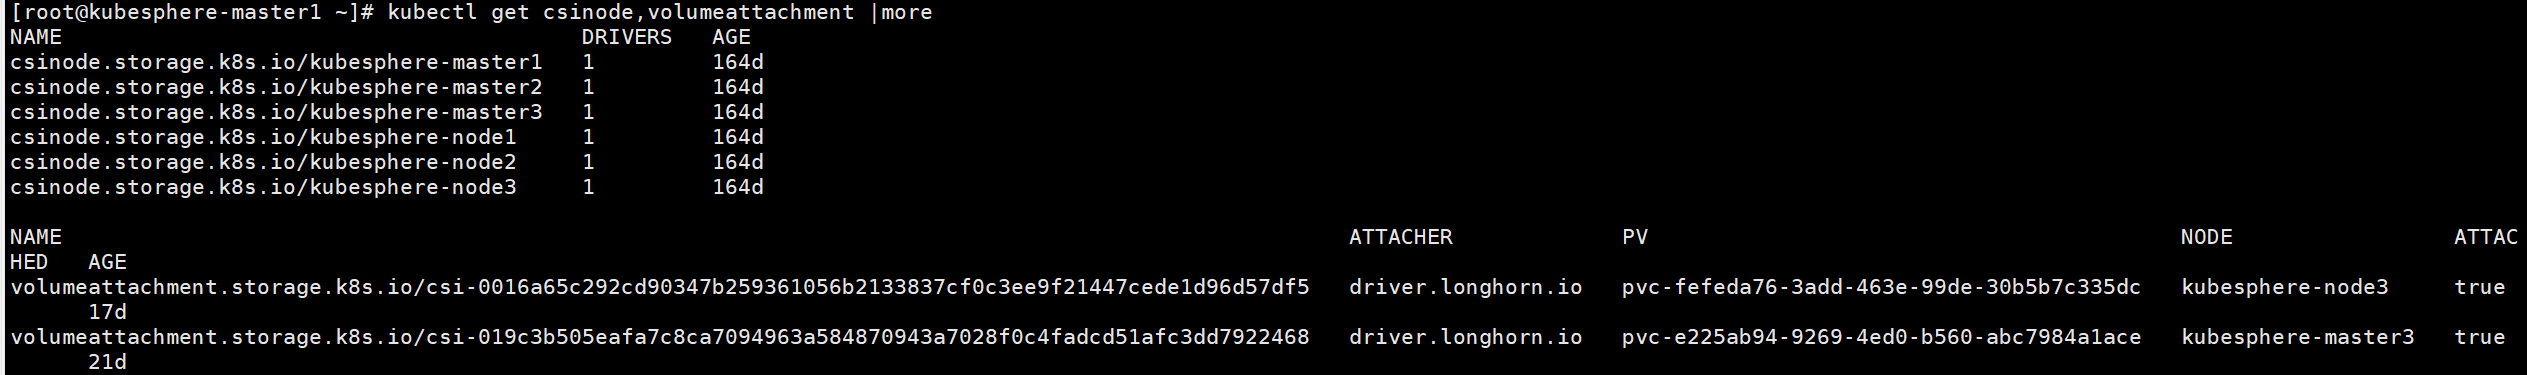 [root@kubesphere-master1 ~]# kubectl get csinode,volumeattachment |more
NAME                                        DRIVERS   AGE
csinode.storage.k8s.io/kubesphere-master1   1         164d
csinode.storage.k8s.io/kubesphere-master2   1         164d
csinode.storage.k8s.io/kubesphere-master3   1         164d
csinode.storage.k8s.io/kubesphere-node1     1         164d
csinode.storage.k8s.io/kubesphere-node2     1         164d
csinode.storage.k8s.io/kubesphere-node3     1         164d
NAME                                                                                                   ATTACHER             PV                                         NODE                 ATTAC
HED   AGE
volumeattachment.storage.k8s.io/csi-0016a65c292cd90347b259361056b2133837cf0c3ee9f21447cede1d96d57df5   driver.longhorn.io   pvc-fefeda76-3add-463e-99de-30b5b7c335dc   kubesphere-node3     true
      17d
volumeattachment.storage.k8s.io/csi-019c3b505eafa7c8ca7094963a584870943a7028f0c4fadcd51afc3dd7922468   driver.longhorn.io   pvc-e225ab94-9269-4ed0-b560-abc7984a1ace   kubesphere-master3   true
      21d